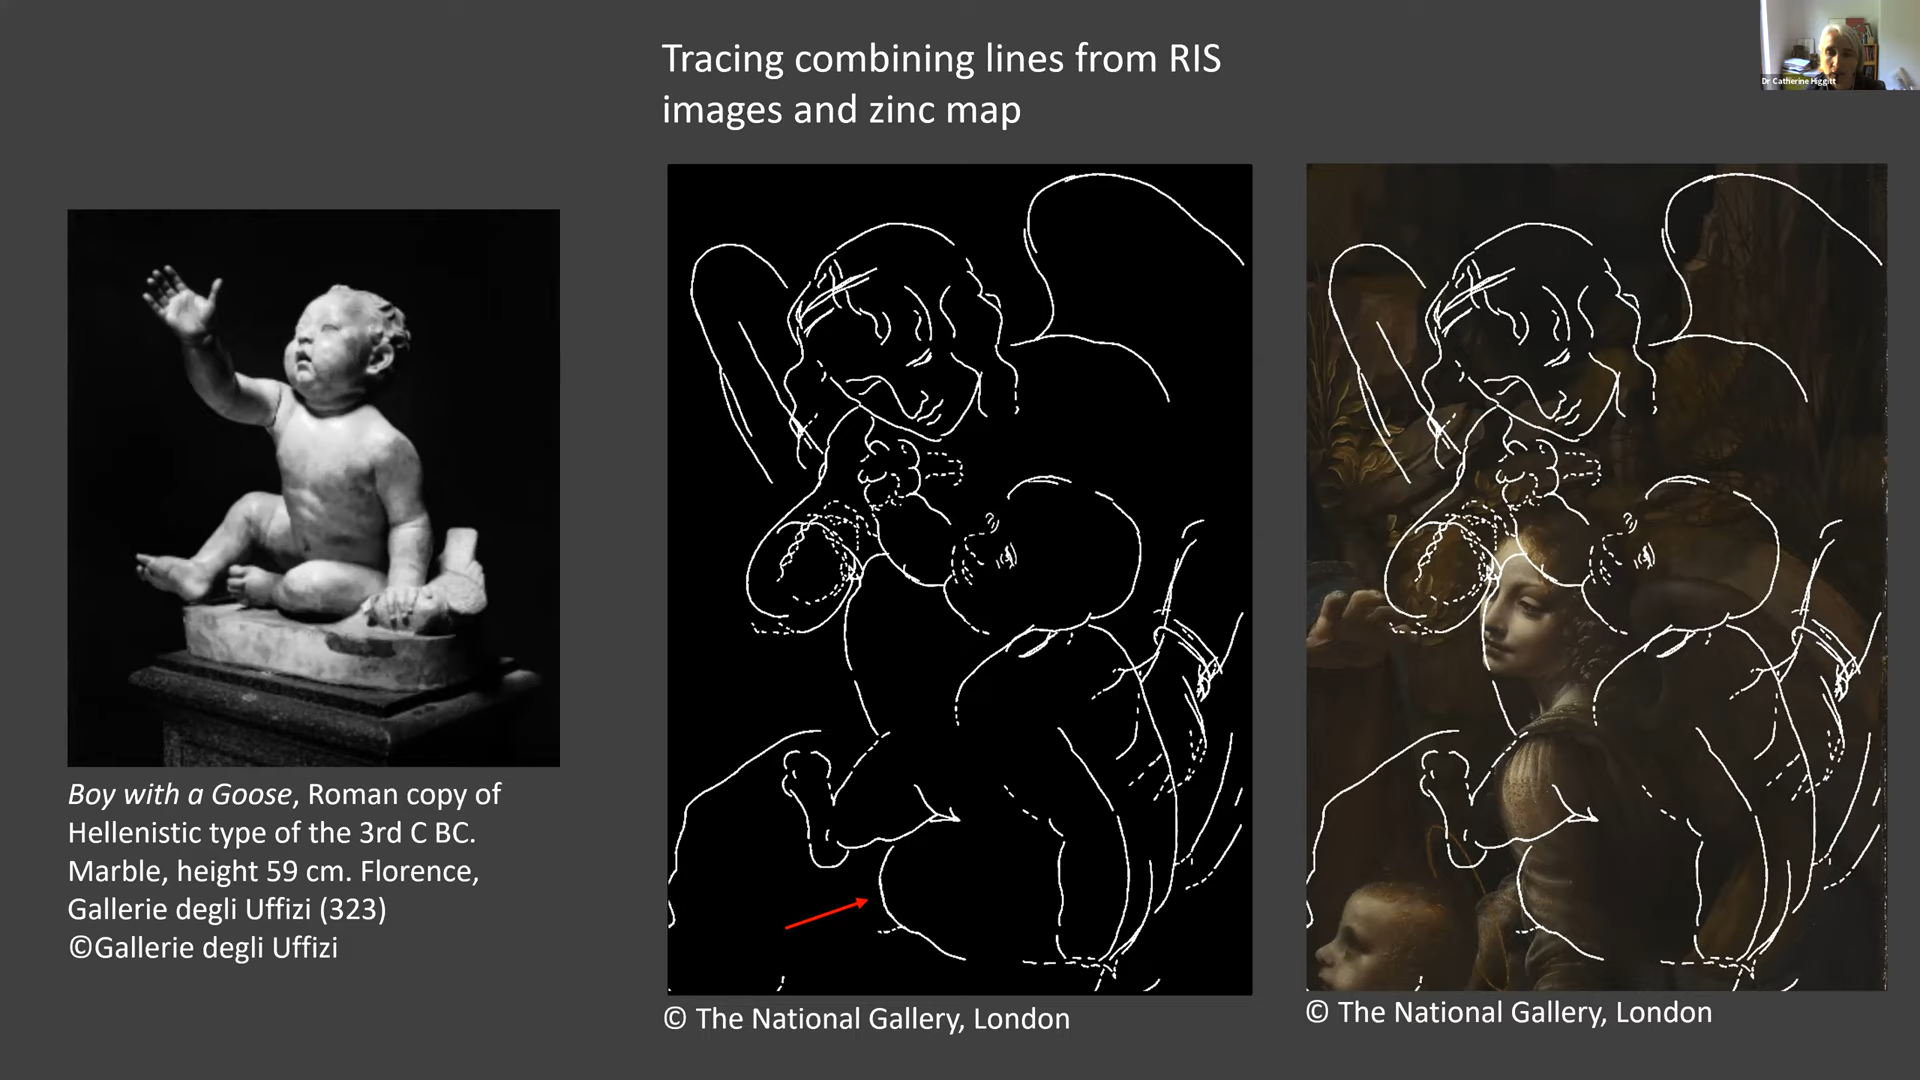 Tracing combining lines from RIS
images and zinc map
Dr Catherine Higgitt
Boy with a Goose, Roman copy of
Hellenistic type of the 3rd C BC.
Marble, height 59 cm. Florence,
Gallerie degli Uffizi (323)
©Gallerie degli Uffizi
© The National Gallery, London
© The National Gallery, London